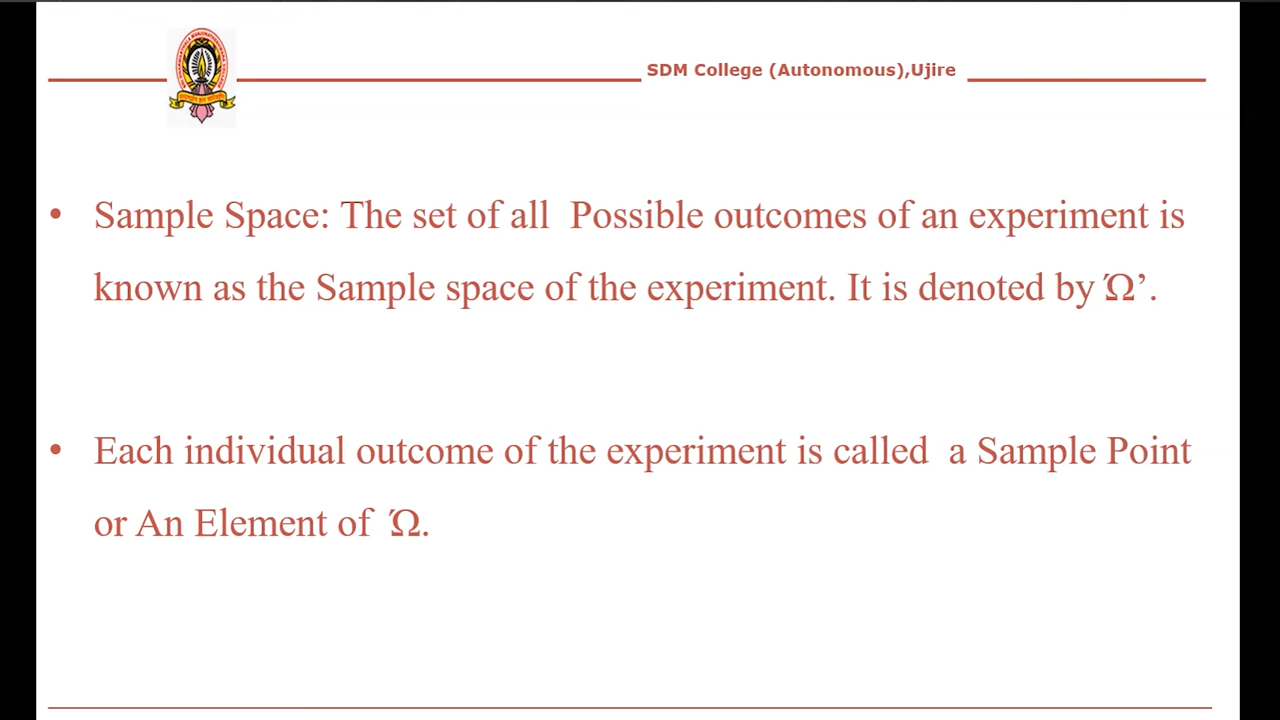 SDM College (Autonomous),Ujire
• Sample Space: The set of all Possible outcomes of an experiment is
known as the Sample space of the experiment. It is denoted by Ώ’.
• Each individual outcome of the experiment is called a Sample Point
or An Element of Ώ.